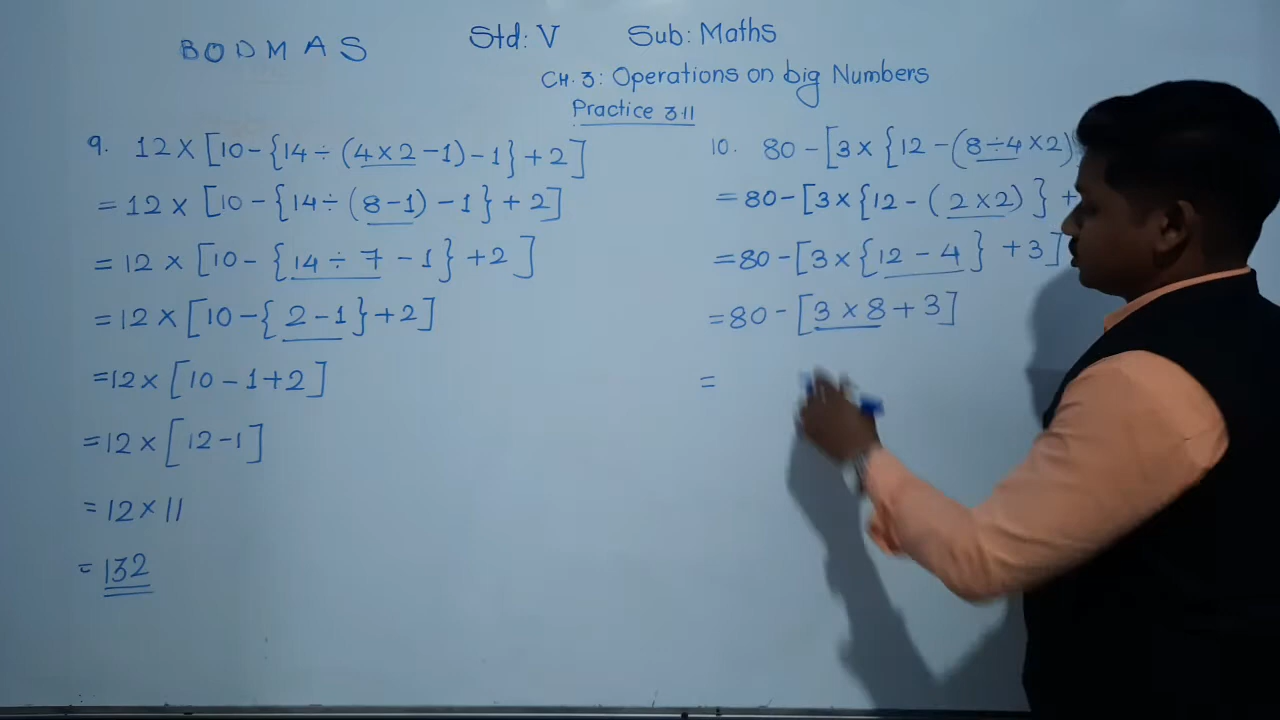 BODMAS Std: V Sub: Maths
CH. 3: Operations on big Numbers
Practice 3.11
9. 12 × [10 - {14 ÷ (4 × 2 - 1) - 1} + 2]
= 12 × [10 - {14 ÷ (8 - 1) - 1} + 2]
= 12 × [10 - {14 ÷ 7 - 1} + 2]
= 12 × [10 - {2 - 1} + 2]
= 12 × [10 - 1 + 2]
= 12 × [12 - 1]
= 12 × 11
= 132
10. 80 - [3 × {12 - (8 ÷ 4 × 2)
= 80 - [3 × {12 - (2 × 2)} +
= 80 - [3 × {12 - 4} + 3]
= 80 - [3 × 8 + 3]
=